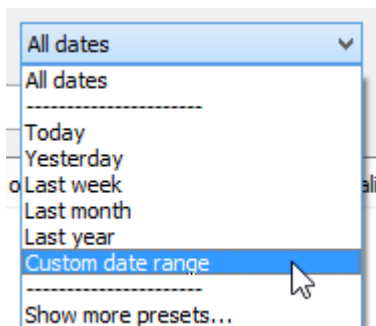 All dates
All dates
----------------------
Today
Yesterday
Last week
Last month
Last year
Custom date range
----------------------
Show more presets...